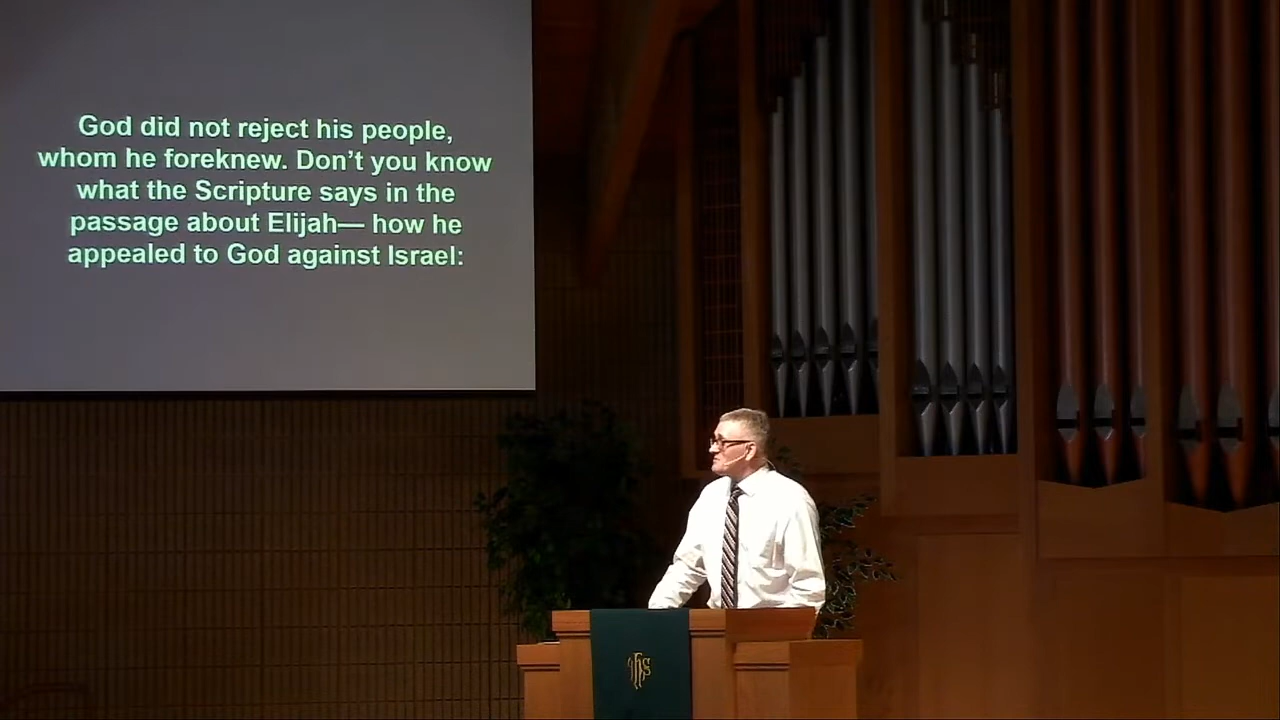 God did not reject his people,
whom he foreknew. Don’t you know
what the Scripture says in the
passage about Elijah— how he
appealed to God against Israel:
IHS